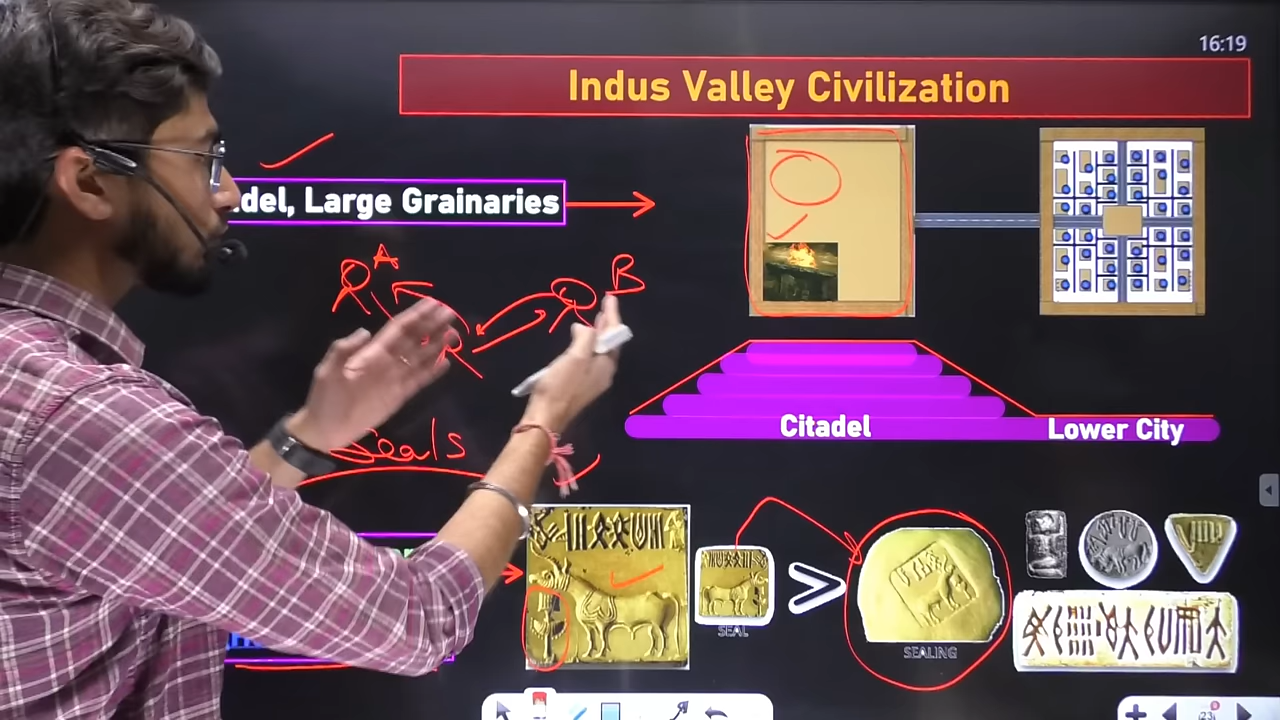 16:19
Indus Valley Civilization
del, Large Grainaries
A
B
Citadel
Lower City
Seals
SEAL
>
SEALING